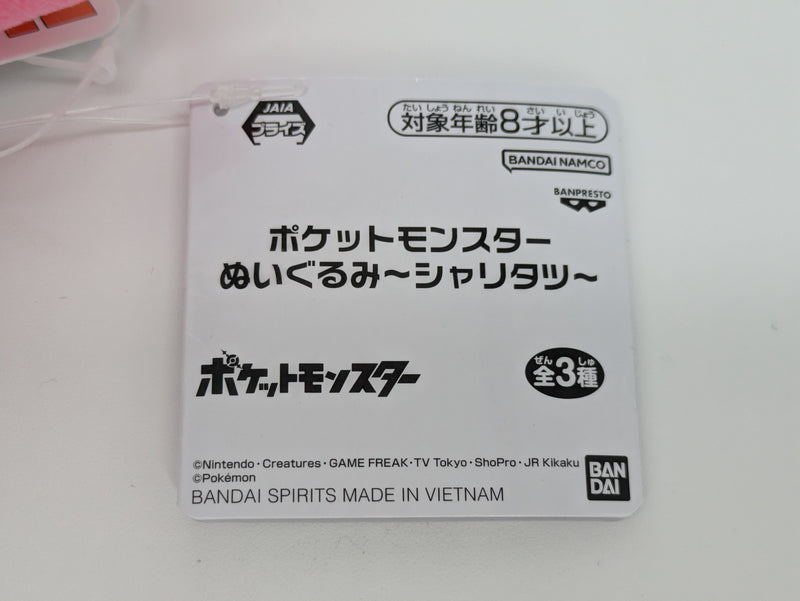 JAIA
プライズ
たいしょうねんれい さいいじょう
対象年齢8才以上
BANDAI NAMCO
BANPRESTO
ポケットモンスター
ぬいぐるみ～シャリタツ～
ポケットモンスター
ぜん しゅ
全3種
©Nintendo・Creatures・GAME FREAK・TV Tokyo・ShoPro・JR Kikaku
©Pokémon
BANDAI SPIRITS MADE IN VIETNAM
BAN
DAI